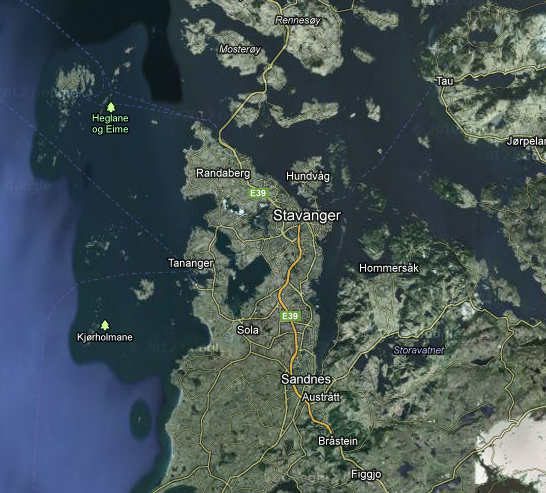 Rennesøy
Mosterøy
Tau
Heglane
og Eime
Jørpelan
Randaberg
Hundvåg
E39
Stavanger
Tananger
Hommersåk
E39
Sola
Kjørholmane
Storavatnet
Sandnes
Austrått
Bråstein
Figgjo